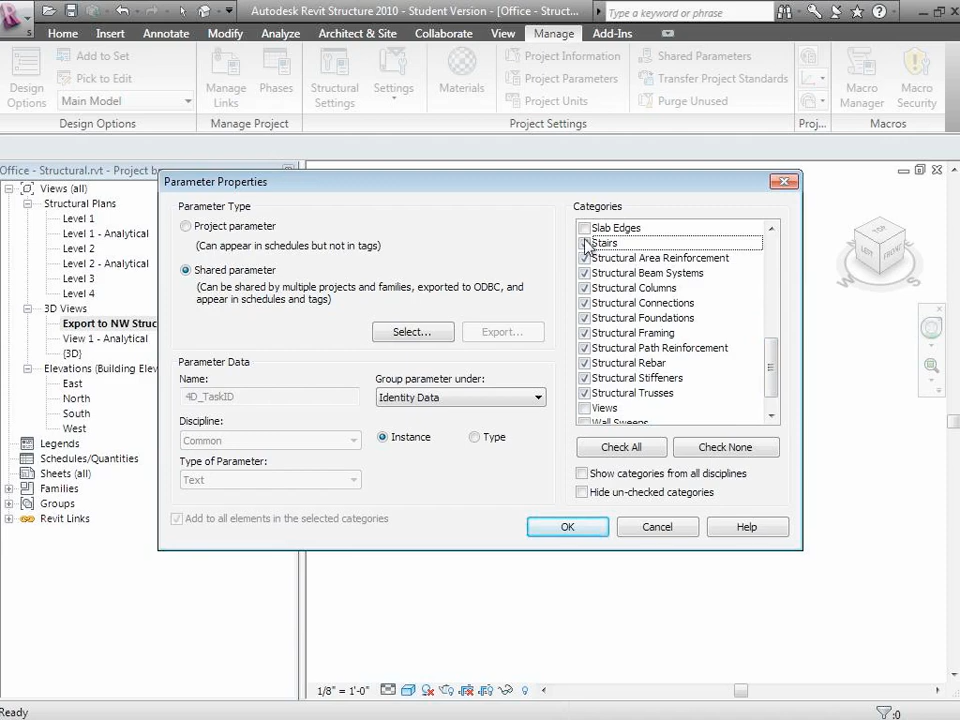 Autodesk Revit Structure 2010 - Student Version - [Office - Struct...
Type a keyword or phrase
Home Insert Annotate Modify Analyze Architect & Site Collaborate View Manage Add-Ins
Add to Set
Pick to Edit
Main Model
Design Options
Manage Links
Phases
Structural Settings
Settings
Materials
Project Information
Project Parameters
Project Units
Shared Parameters
Transfer Project Standards
Purge Unused
Macro Manager
Macro Security
Design Options Manage Project Project Settings Proj... Macros
Office - Structural.rvt - Project b
Views (all)
Structural Plans
Level 1
Level 1 - Analytical
Level 2
Level 2 - Analytical
Level 3
Level 4
3D Views
Export to NW Struc
View 1 - Analytical
{3D}
Elevations (Building Ele
East
North
South
West
Legends
Schedules/Quantities
Sheets (all)
Families
Groups
Revit Links
Parameter Properties
Parameter Type
Project parameter
(Can appear in schedules but not in tags)
Shared parameter
(Can be shared by multiple projects and families, exported to ODBC, and
appear in schedules and tags)
Select... Export...
Parameter Data
Name:
4D_TaskID
Discipline:
Common
Type of Parameter:
Text
Group parameter under:
Identity Data
Instance Type
Add to all elements in the selected categories
Categories
Slab Edges
Stairs
Structural Area Reinforcement
Structural Beam Systems
Structural Columns
Structural Connections
Structural Foundations
Structural Framing
Structural Path Reinforcement
Structural Rebar
Structural Stiffeners
Structural Trusses
Views
Wall Sweeps
Check All Check None
Show categories from all disciplines
Hide un-checked categories
OK Cancel Help
LEFT FRONT
1/8" = 1'-0"
Ready
:0